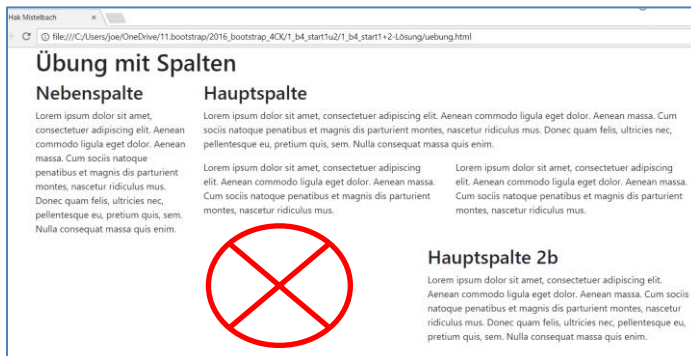 Hak Mistelbach
file:///C:/Users/joe/OneDrive/11.bootstrap/2016_bootstrap_4CK/1_b4_start1u2/1_b4_start1+2-Lösung/uebung.html
Übung mit Spalten
Nebenspalte
Lorem ipsum dolor sit amet,
consectetuer adipiscing elit. Aenean
commodo ligula eget dolor. Aenean
massa. Cum sociis natoque
penatibus et magnis dis parturient
montes, nascetur ridiculus mus.
Donec quam felis, ultricies nec,
pellentesque eu, pretium quis, sem.
Nulla consequat massa quis enim.
Hauptspalte
Lorem ipsum dolor sit amet, consectetuer adipiscing elit. Aenean commodo ligula eget dolor. Aenean massa. Cum
sociis natoque penatibus et magnis dis parturient montes, nascetur ridiculus mus. Donec quam felis, ultricies nec,
pellentesque eu, pretium quis, sem. Nulla consequat massa quis enim.
Lorem ipsum dolor sit amet, consectetuer adipiscing
elit. Aenean commodo ligula eget dolor. Aenean massa.
Cum sociis natoque penatibus et magnis dis parturient
montes, nascetur ridiculus mus.
Lorem ipsum dolor sit amet, consectetuer adipiscing
elit. Aenean commodo ligula eget dolor. Aenean massa.
Cum sociis natoque penatibus et magnis dis parturient
montes, nascetur ridiculus mus.
Hauptspalte 2b
Lorem ipsum dolor sit amet, consectetuer adipiscing elit.
Aenean commodo ligula eget dolor. Aenean massa. Cum sociis
natoque penatibus et magnis dis parturient montes, nascetur
ridiculus mus. Donec quam felis, ultricies nec, pellentesque eu,
pretium quis, sem. Nulla consequat massa quis enim.